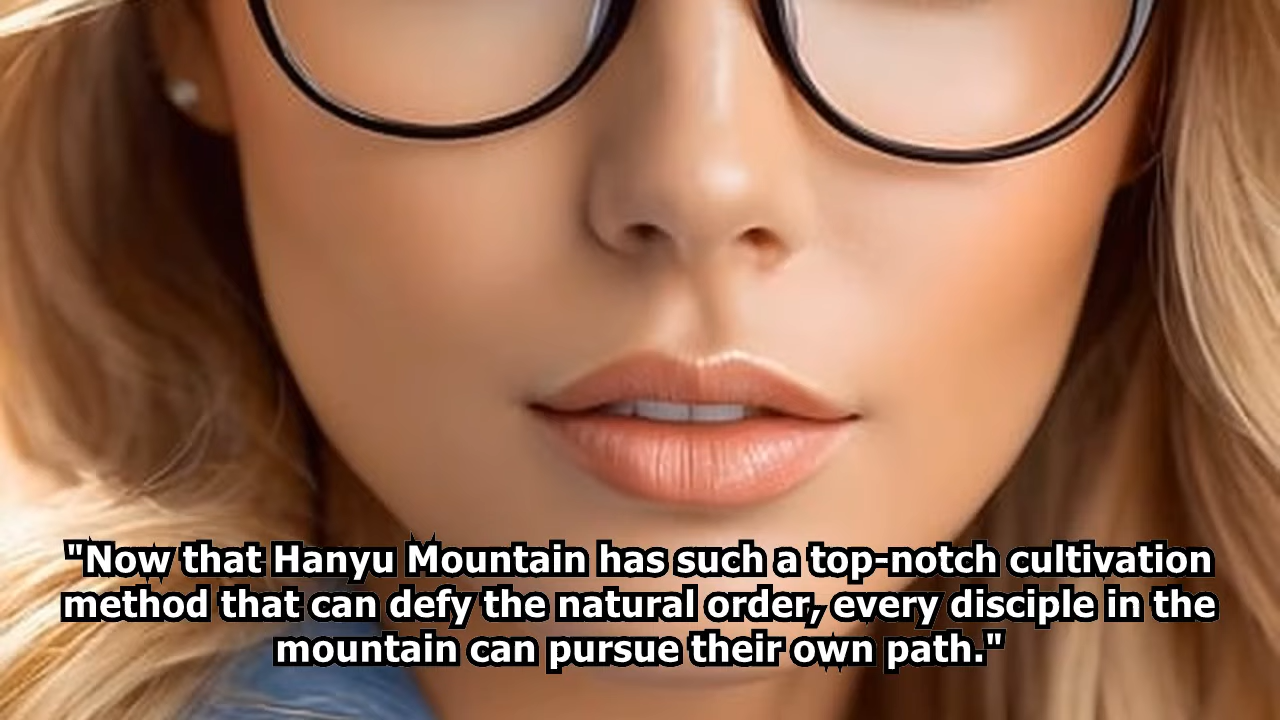 "Now that Hanyu Mountain has such a top-notch cultivation
method that can defy the natural order, every disciple in the
mountain can pursue their own path."